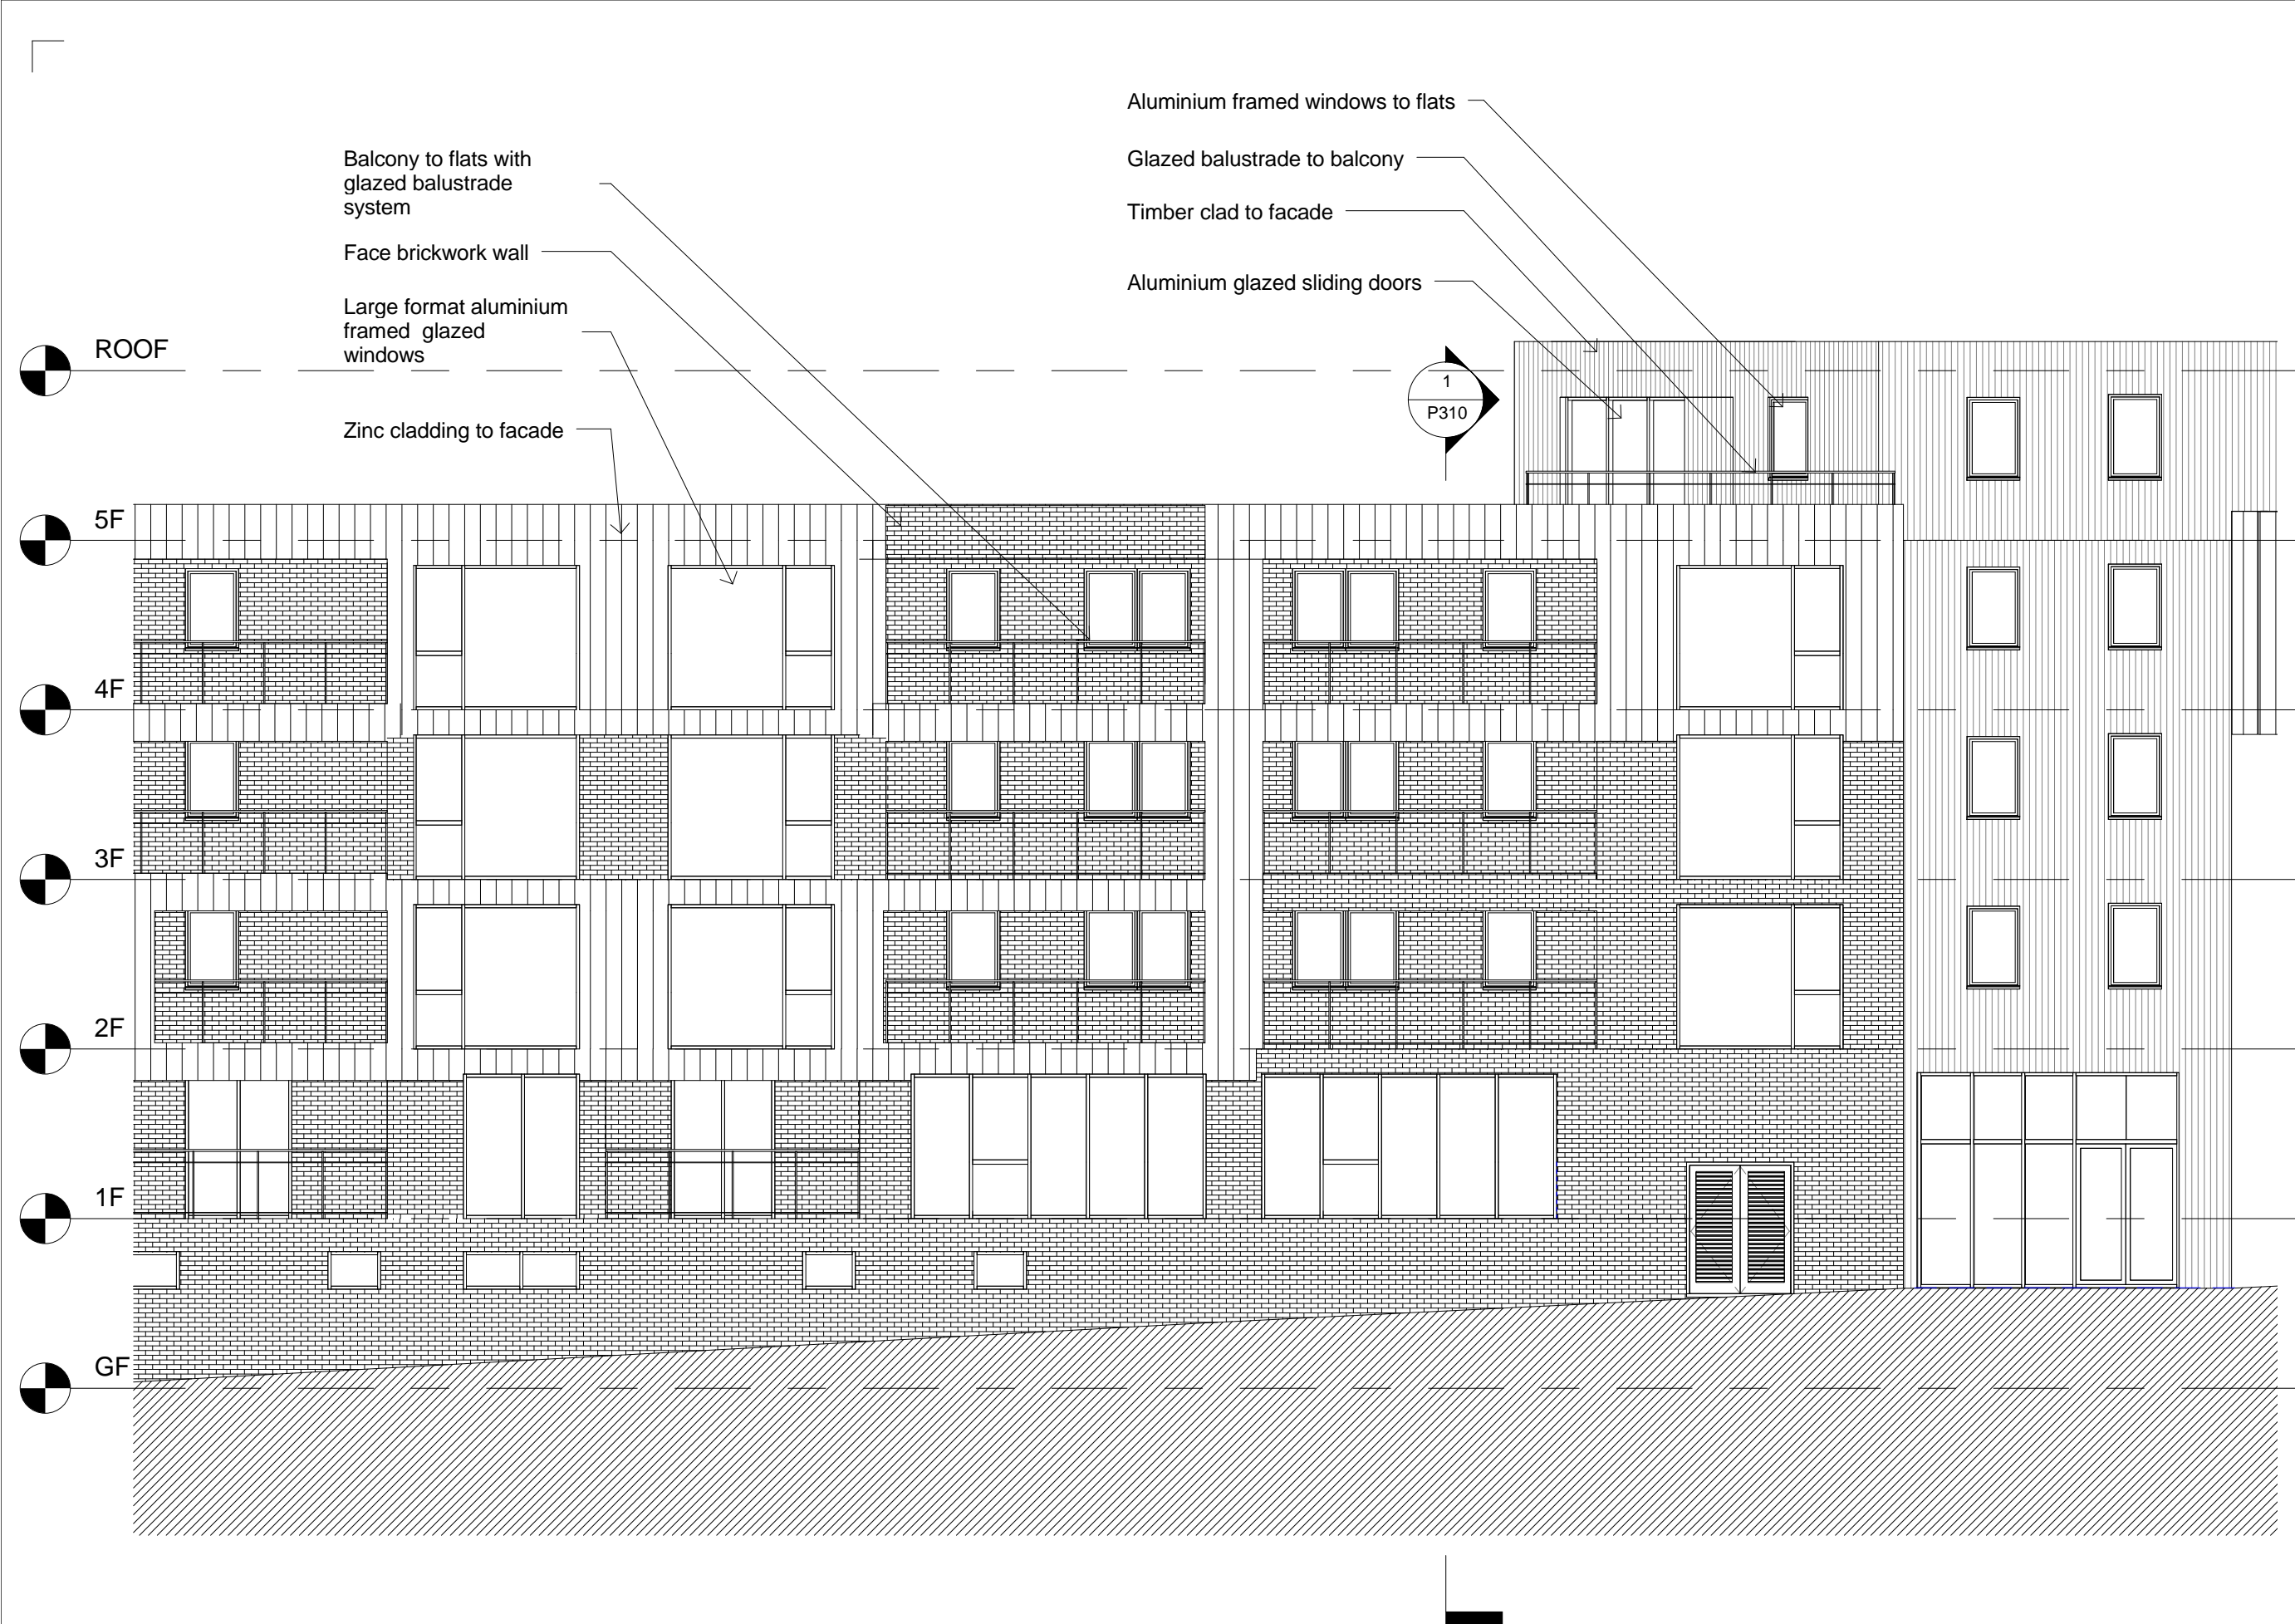 Aluminium framed windows to flats
Balcony to flats with
glazed balustrade
system
Glazed balustrade to balcony
Timber clad to facade
Face brickwork wall
Aluminium glazed sliding doors
Large format aluminium
framed  glazed
windows
ROOF
1
P310
Zinc cladding to facade
5F
4F
3F
2F
1F
GF